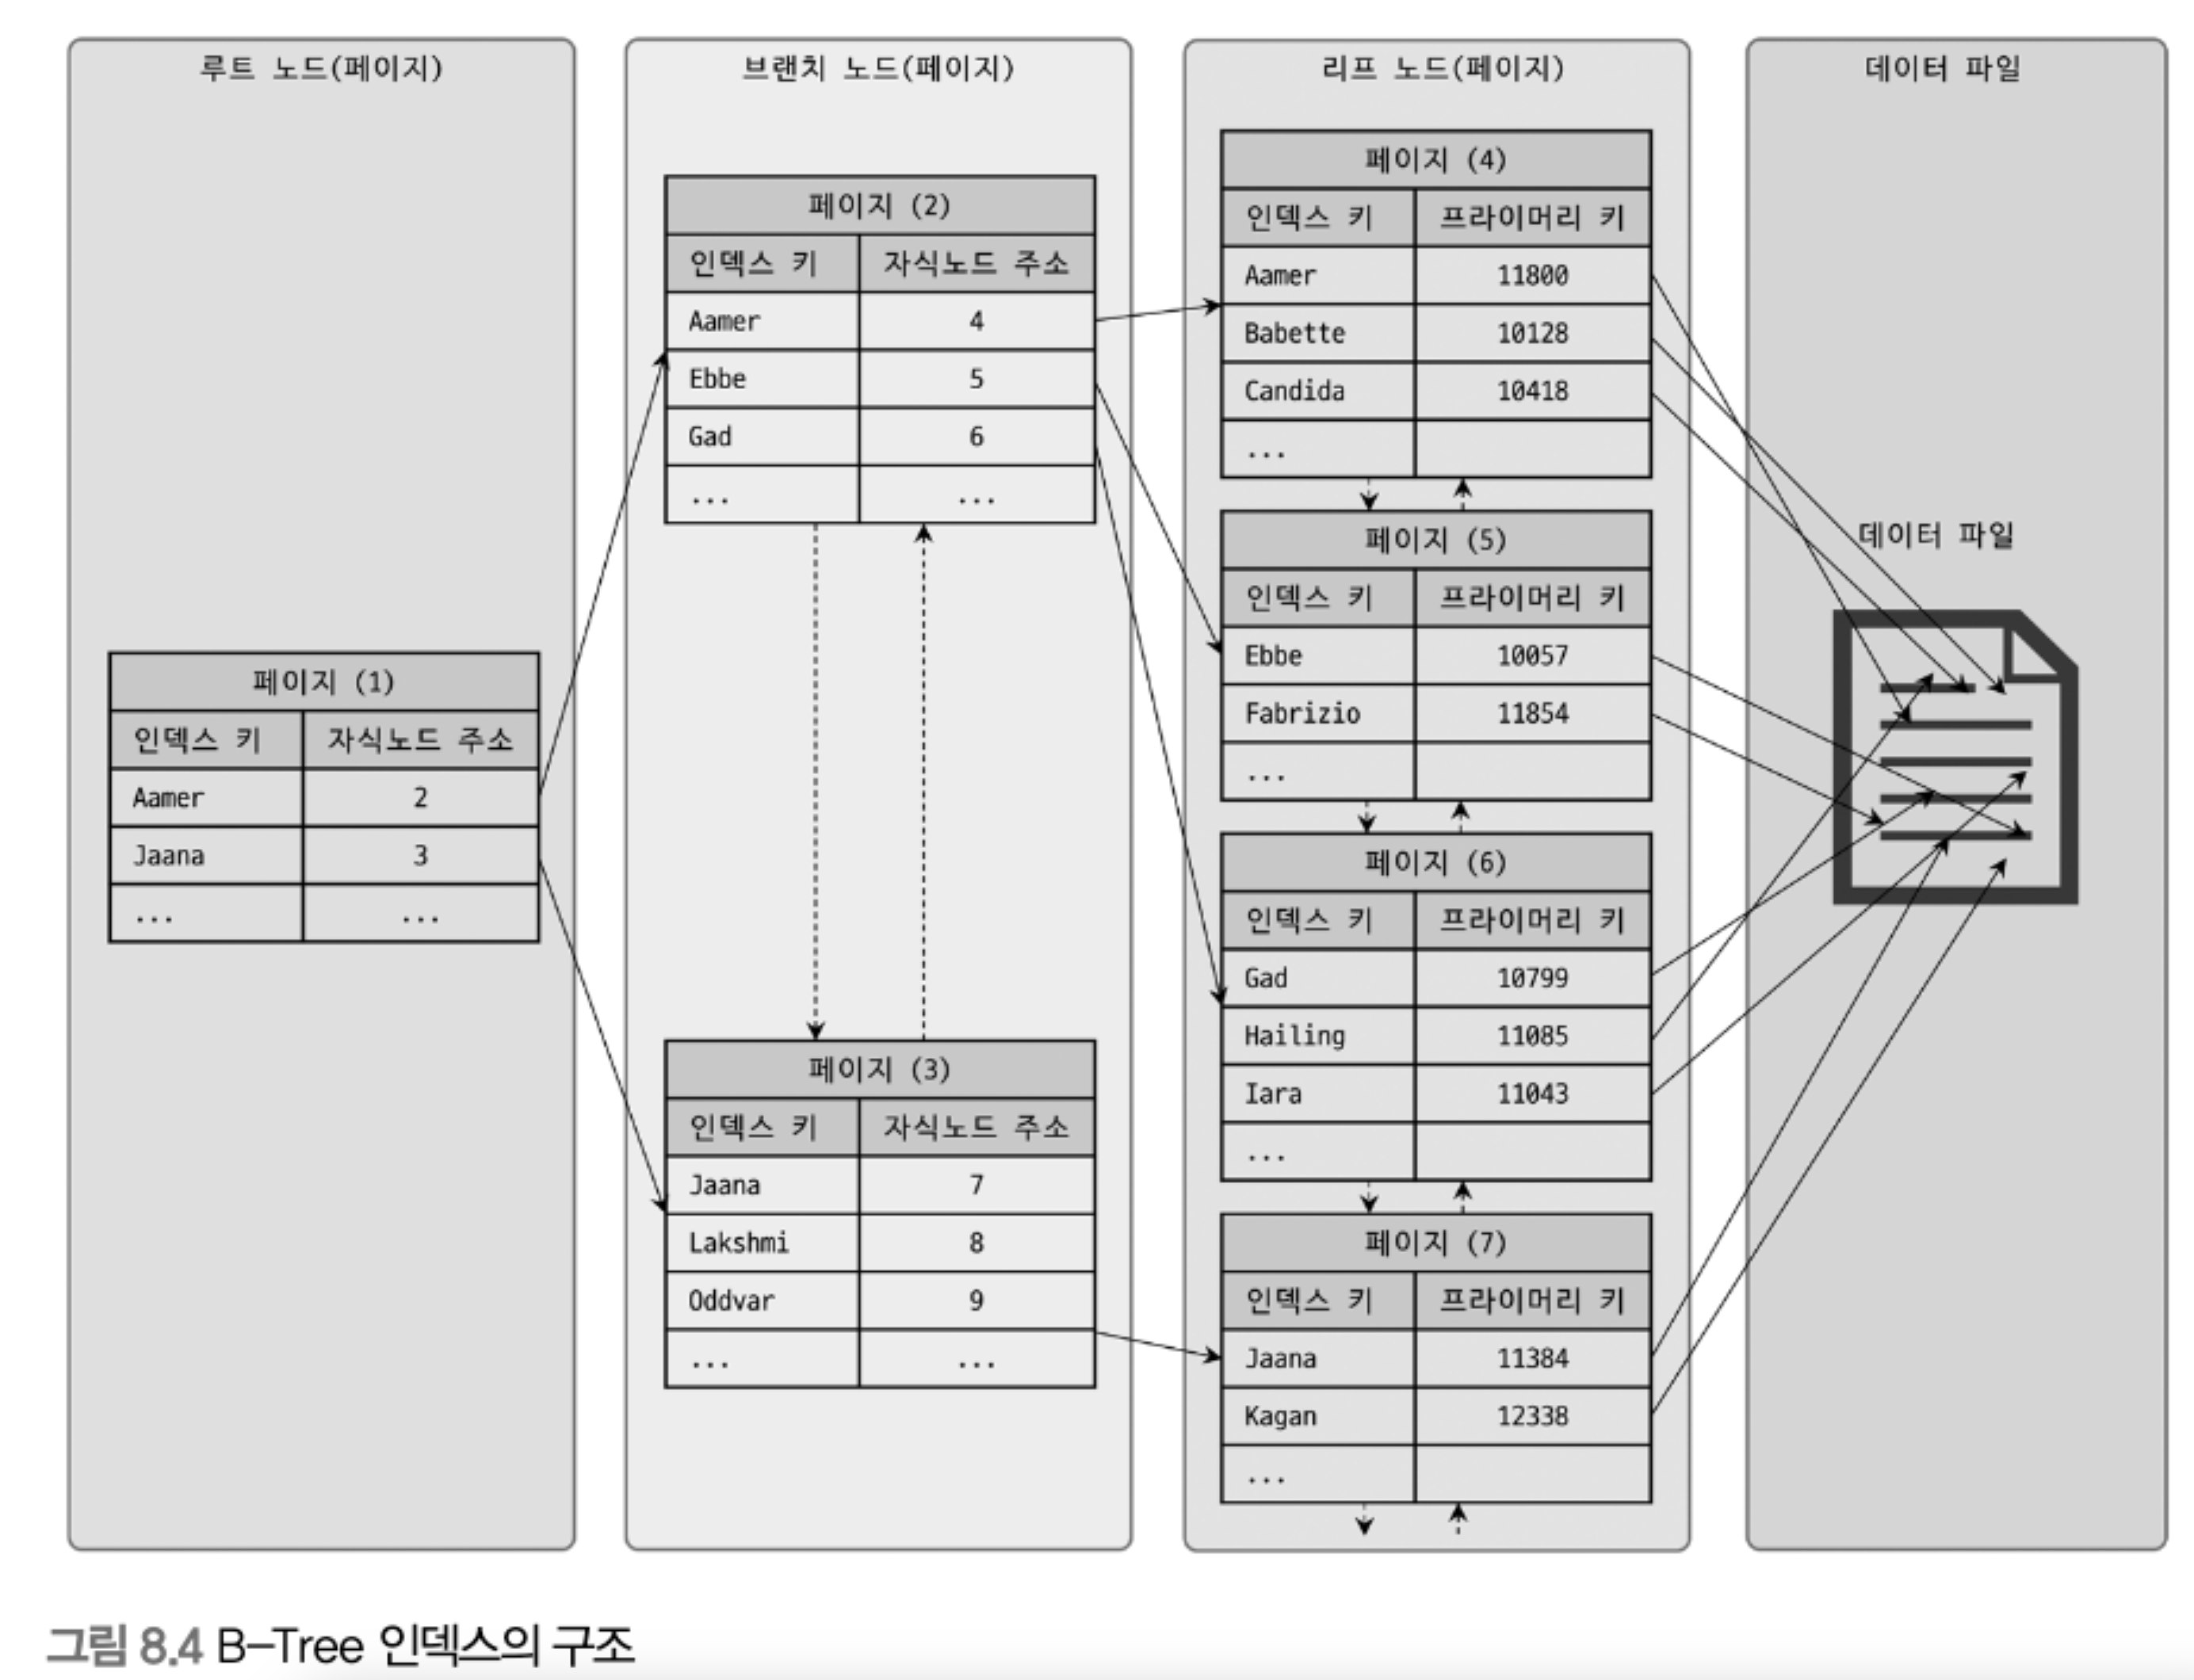 루트 노드(페이지)
페이지 (1)
인덱스 키 자식노드 주소
Aamer 2
Jaana 3
... ...
브랜치 노드(페이지)
페이지 (2)
인덱스 키 자식노드 주소
Aamer 4
Ebbe 5
Gad 6
... ...
페이지 (3)
인덱스 키 자식노드 주소
Jaana 7
Lakshmi 8
Oddvar 9
... ...
리프 노드(페이지)
페이지 (4)
인덱스 키 프라이머리 키
Aamer 11800
Babette 10128
Candida 10418
...
페이지 (5)
인덱스 키 프라이머리 키
Ebbe 10057
Fabrizio 11854
...
페이지 (6)
인덱스 키 프라이머리 키
Gad 10799
Hailing 11085
Iara 11043
...
페이지 (7)
인덱스 키 프라이머리 키
Jaana 11384
Kagan 12338
...
데이터 파일
데이터 파일
그림 8.4 B-Tree 인덱스의 구조